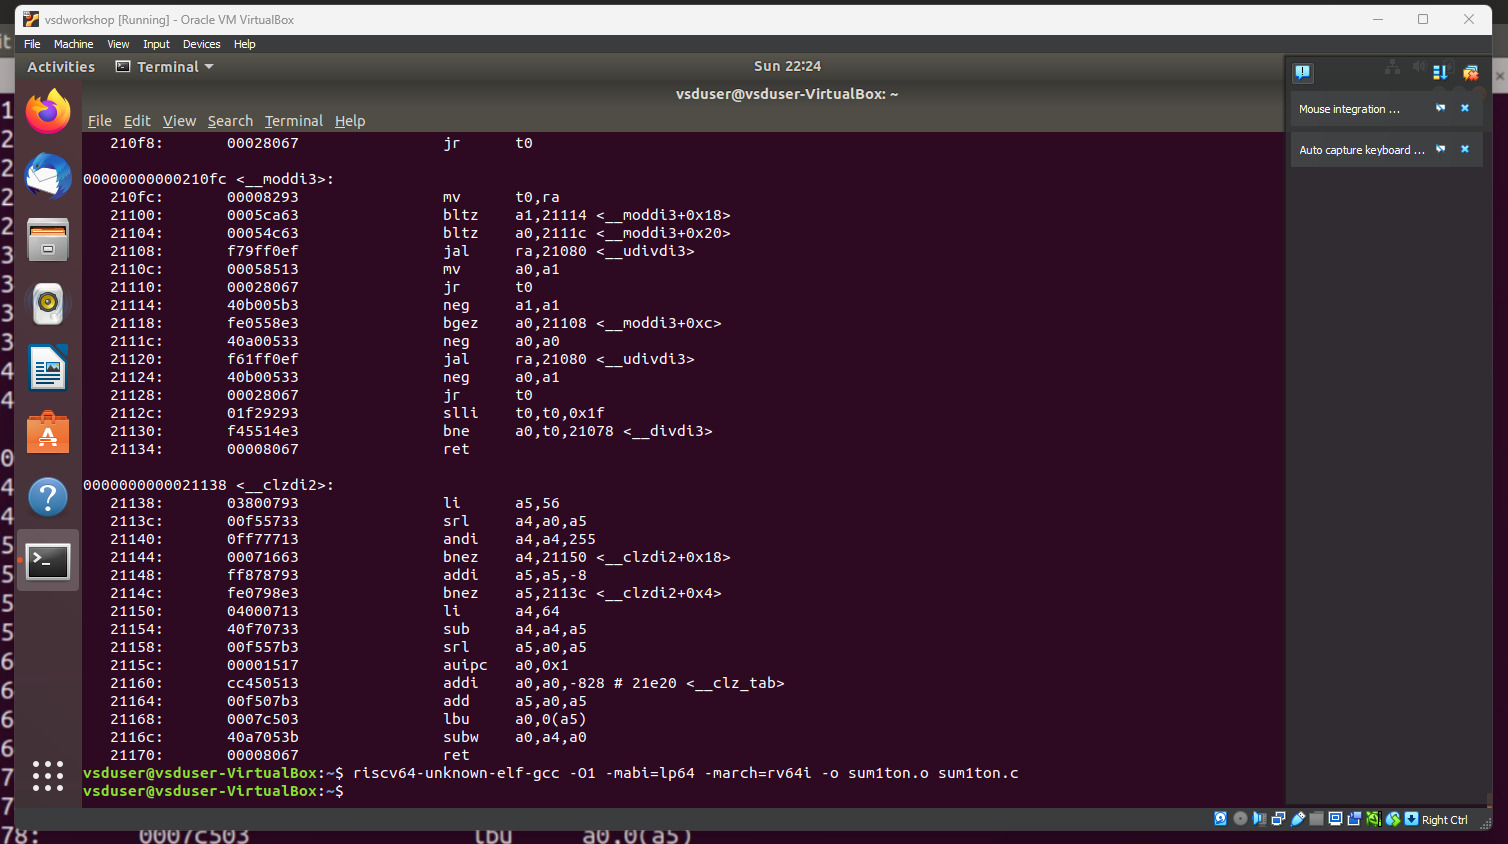 vsdworkshop [Running] - Oracle VM VirtualBox
File Machine View Input Devices Help
Activities Terminal Sun 22:24
vsduser@vsduser-VirtualBox: ~
File Edit View Search Terminal Help
Mouse integration ...
Auto capture keyboard ...
210f8: 00028067 jr t0
00000000000210fc <__moddi3>:
210fc: 00008293 mv t0,ra
21100: 0005ca63 bltz a1,21114 <__moddi3+0x18>
21104: 00054c63 bltz a0,2111c <__moddi3+0x20>
21108: f79ff0ef jal ra,21080 <__udivdi3>
2110c: 00058513 mv a0,a1
21110: 00028067 jr t0
21114: 40b005b3 neg a1,a1
21118: fe0558e3 bgez a0,21108 <__moddi3+0xc>
2111c: 40a00533 neg a0,a0
21120: f61ff0ef jal ra,21080 <__udivdi3>
21124: 40b00533 neg a0,a1
21128: 00028067 jr t0
2112c: 01f29293 slli t0,t0,0x1f
21130: f45514e3 bne a0,t0,21078 <__divdi3>
21134: 00008067 ret
0000000000021138 <__clzdi2>:
21138: 03800793 li a5,56
2113c: 00f55733 srl a4,a0,a5
21140: 0ff77713 andi a4,a4,255
21144: 00071663 bnez a4,21150 <__clzdi2+0x18>
21148: ff878793 addi a5,a5,-8
2114c: fe0798e3 bnez a5,2113c <__clzdi2+0x4>
21150: 04000713 li a4,64
21154: 40f70733 sub a4,a4,a5
21158: 00f557b3 srl a5,a0,a5
2115c: 00001517 auipc a0,0x1
21160: cc450513 addi a0,a0,-828 # 21e20 <__clz_tab>
21164: 00f507b3 add a5,a0,a5
21168: 0007c503 lbu a0,0(a5)
2116c: 40a7053b subw a0,a4,a0
21170: 00008067 ret
vsduser@vsduser-VirtualBox:~$ riscv64-unknown-elf-gcc -O1 -mabi=lp64 -march=rv64i -o sum1ton.o sum1ton.c
vsduser@vsduser-VirtualBox:~$
Right Ctrl
78: 0007c503 lbu a0,0(a5)